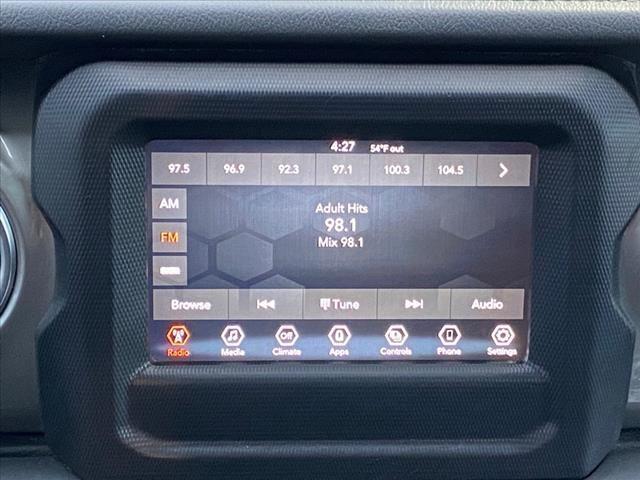 4:27 54°F out
97.5 96.9 92.3 97.1 100.3 104.5
AM
Adult Hits
98.1
FM
Mix 98.1
Browse Tune Audio
Radio Media Off Climate Apps Controls Phone Settings